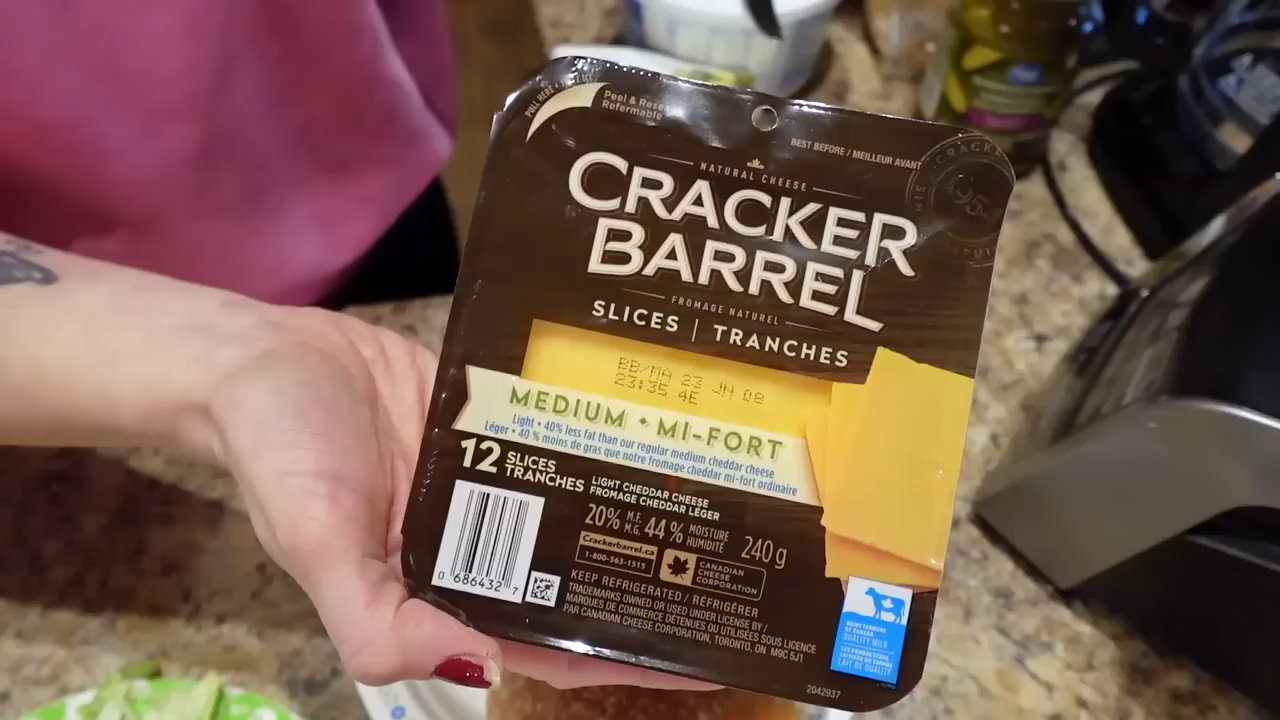 PULL HERE
Peel & Rese
Refermable
BEST BEFORE / MEILLEUR AVANT
CRACKE
NATURAL CHEESE
CRACKER
BARREL
FROMAGE NATUREL
SLICES | TRANCHES
BB/MA 23 JN 08
23:35 4E
MEDIUM • MI-FORT
Light • 40% less fat than our regular medium cheddar cheese
Léger • 40 % moins de gras que notre fromage cheddar mi-fort ordinaire
12 SLICES
TRANCHES
LIGHT CHEDDAR CHEESE
FROMAGE CHEDDAR LÉGER
20% M.F.
M.G. 44% MOISTURE
HUMIDITÉ 240 g
Crackerbarrel.ca
1-800-563-1515
CANADIAN
CHEESE
CORPORATION
0 686432 7
KEEP REFRIGERATED / RÉFRIGÉRER
TRADEMARKS OWNED OR USED UNDER LICENSE BY /
MARQUES DE COMMERCE DÉTENUES OU UTILISÉES SOUS LICENCE
PAR CANADIAN CHEESE CORPORATION, TORONTO, ON M9C 5J1
DAIRY FARMERS
OF CANADA
QUALITY MILK
LES PRODUCTEURS
LAITIERS DU CANADA
LAIT DE QUALITÉ
2042937